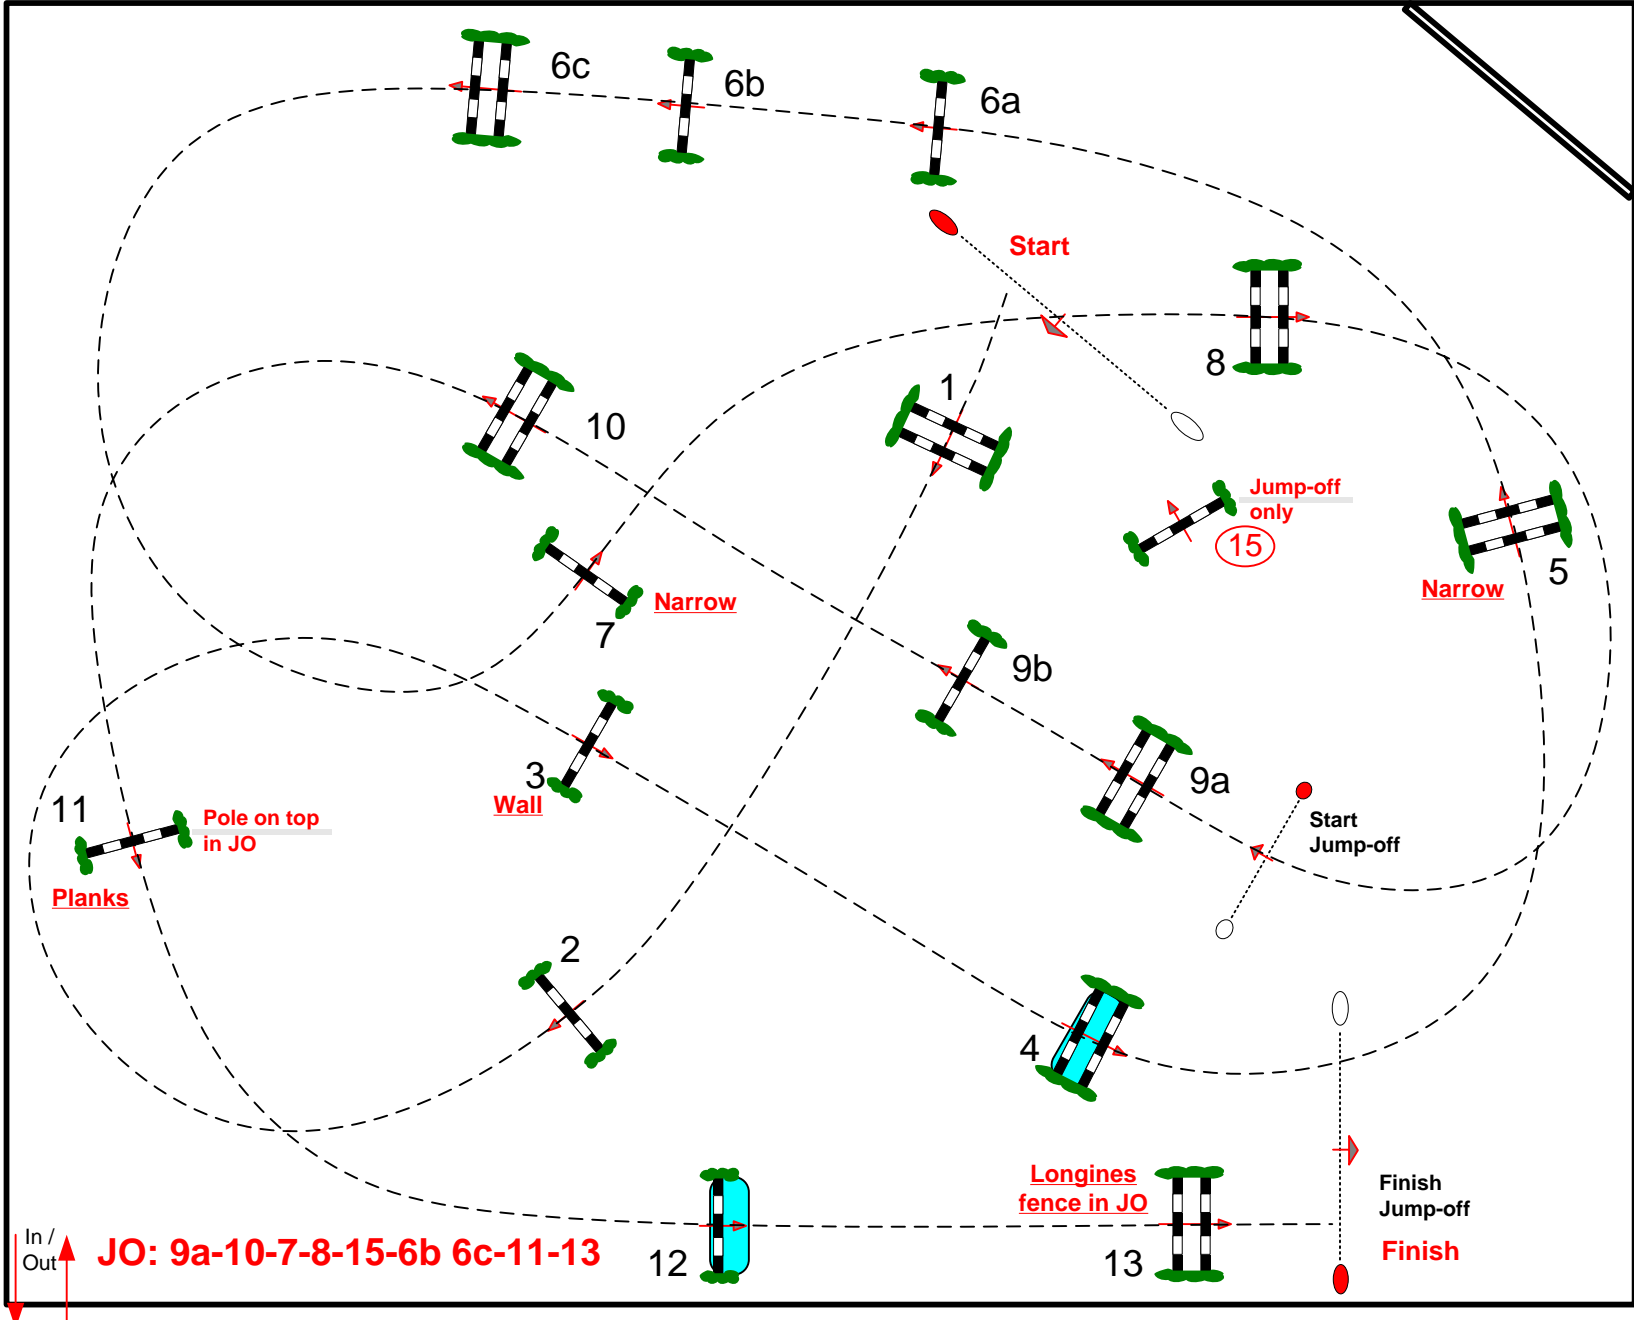 6c
6b
6a
Start
8
1
10
Jump-off
only
15
5
Narrow
Narrow
7
9b
3
Wall
9a
11
Pole on top
in JO
Planks
Start
Jump-off
2
4
Longines
fence in JO
Finish
Jump-off
Finish
In /
Out
JO: 9a-10-7-8-15-6b 6c-11-13
12
13